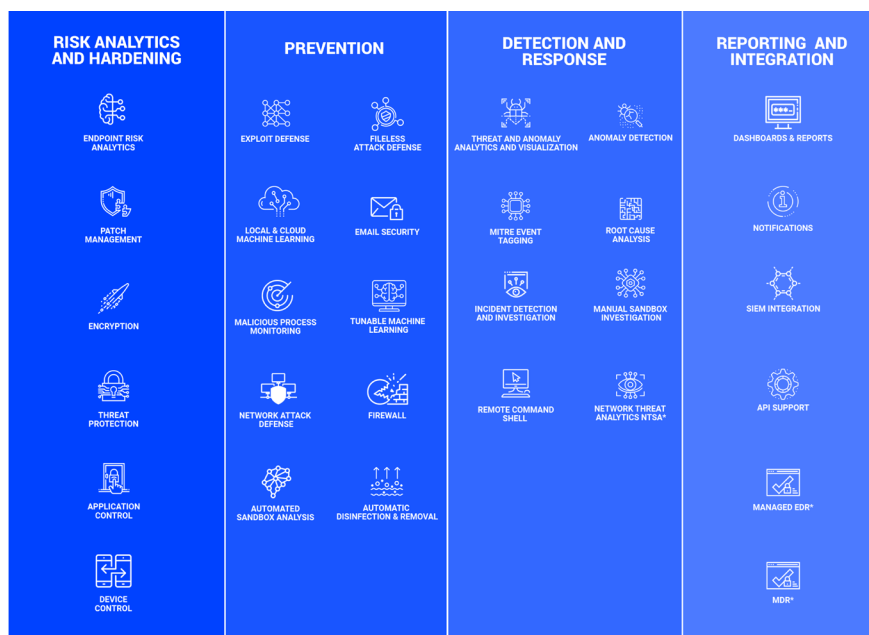 RISK ANALYTICS
AND HARDENING
ENDPOINT RISK
ANALYTICS
PATCH
MANAGEMENT
ENCRYPTION
THREAT
PROTECTION
APPLICATION
CONTROL
DEVICE
CONTROL
PREVENTION
EXPLOIT DEFENSE
FILELESS
ATTACK DEFENSE
LOCAL & CLOUD
MACHINE LEARNING
EMAIL SECURITY
MALICIOUS PROCESS
MONITORING
TUNABLE MACHINE
LEARNING
NETWORK ATTACK
DEFENSE
FIREWALL
AUTOMATED
SANDBOX ANALYSIS
AUTOMATIC
DISINFECTION & REMOVAL
DETECTION AND
RESPONSE
THREAT AND ANOMALY
ANALYTICS AND VISUALIZATION
ANOMALY DETECTION
MITRE EVENT
TAGGING
ROOT CAUSE
ANALYSIS
INCIDENT DETECTION
AND INVESTIGATION
MANUAL SANDBOX
INVESTIGATION
REMOTE COMMAND
SHELL
NETWORK THREAT
ANALYTICS NTSA*
REPORTING AND
INTEGRATION
DASHBOARDS & REPORTS
NOTIFICATIONS
SIEM INTEGRATION
API SUPPORT
MANAGED EDR*
MDR*